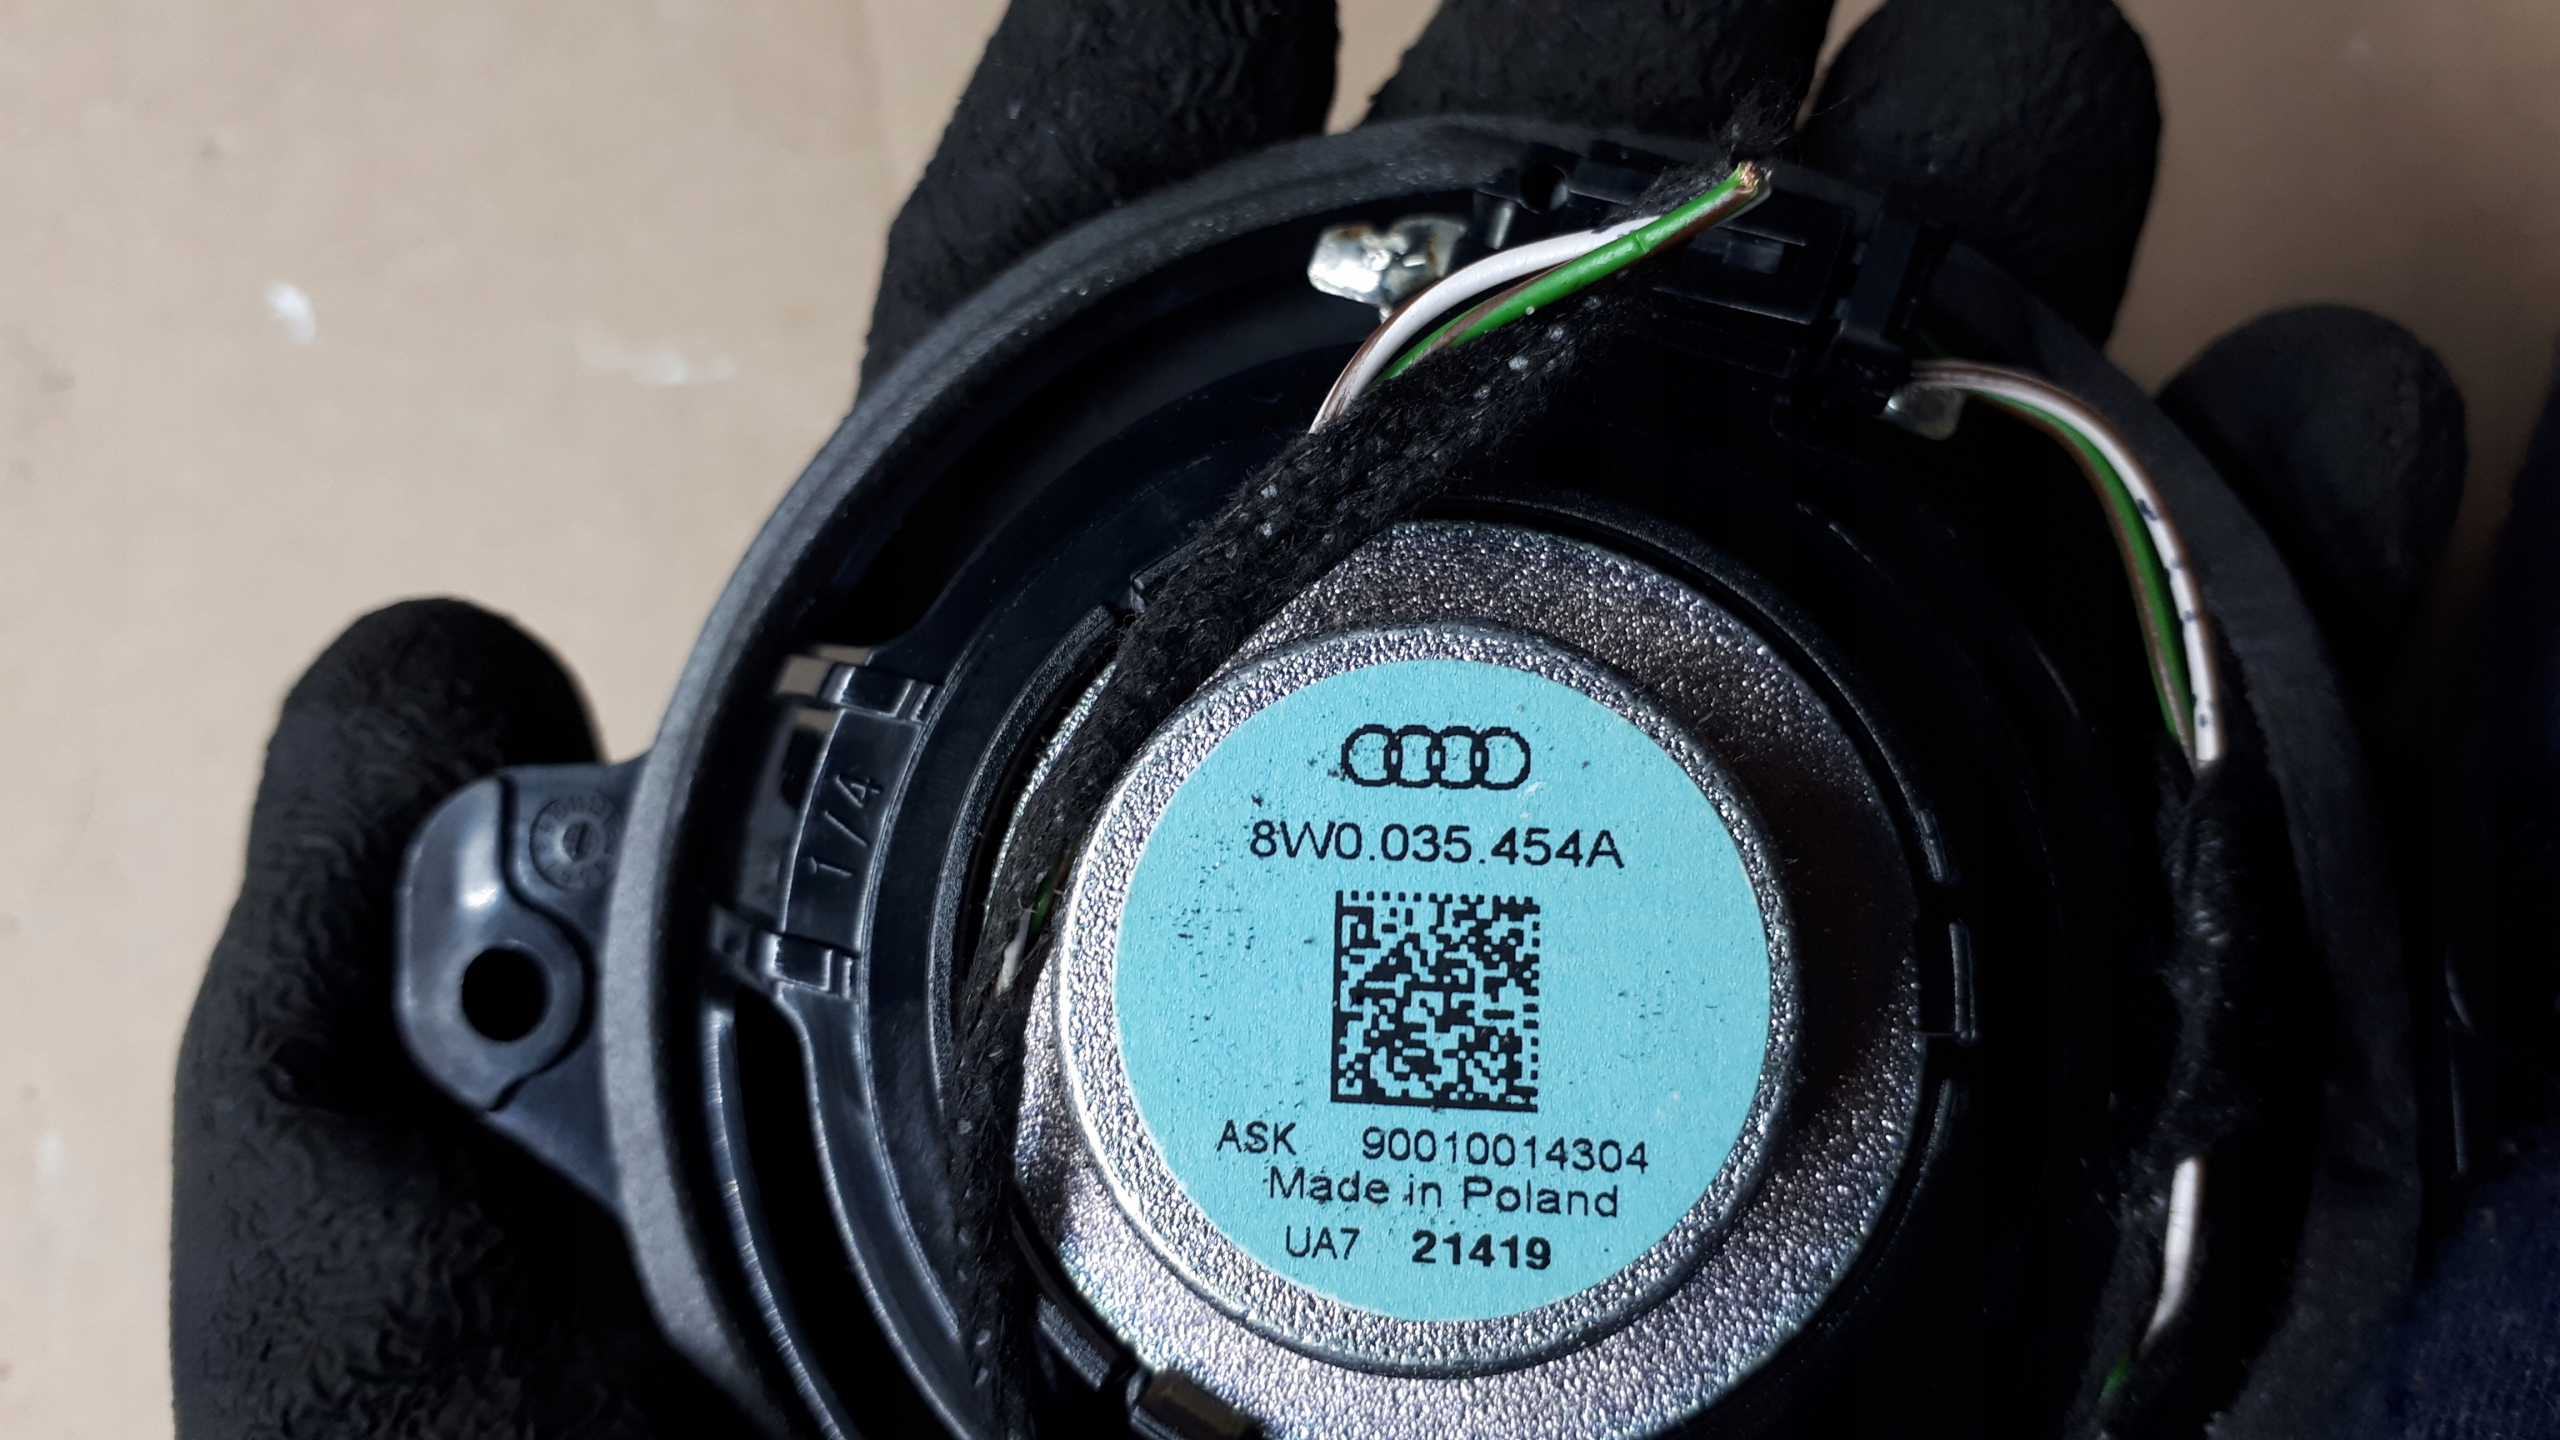 1/4
8W0.035.454A
ASK 90010014304
Made in Poland
UA7 21419